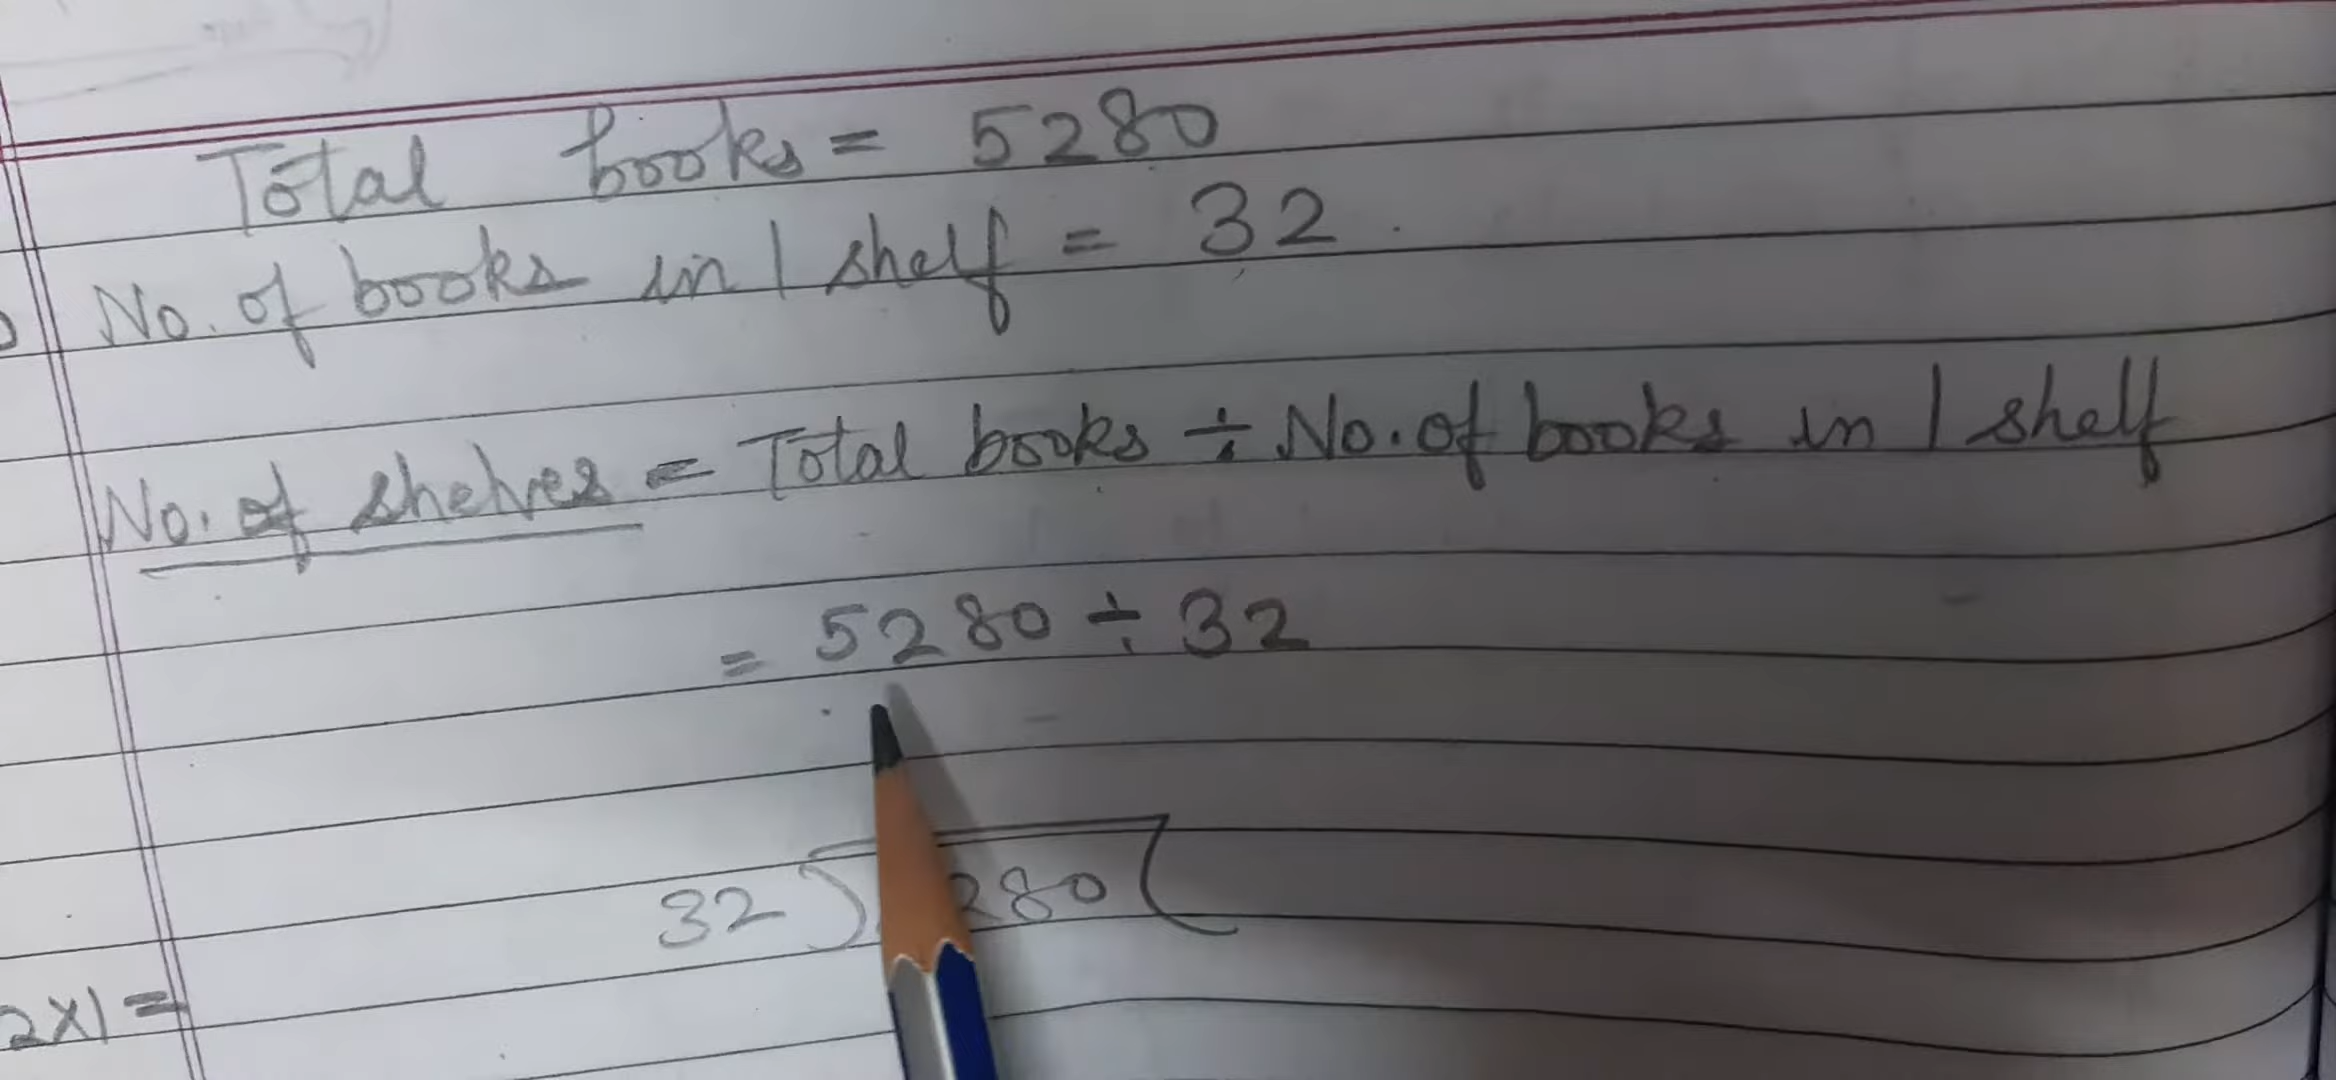 Total books = 5280
No. of books in 1 shelf = 32
No. of shelves = Total books ÷ No. of books in 1 shelf
= 5280 ÷ 32
32 280
2x1 =